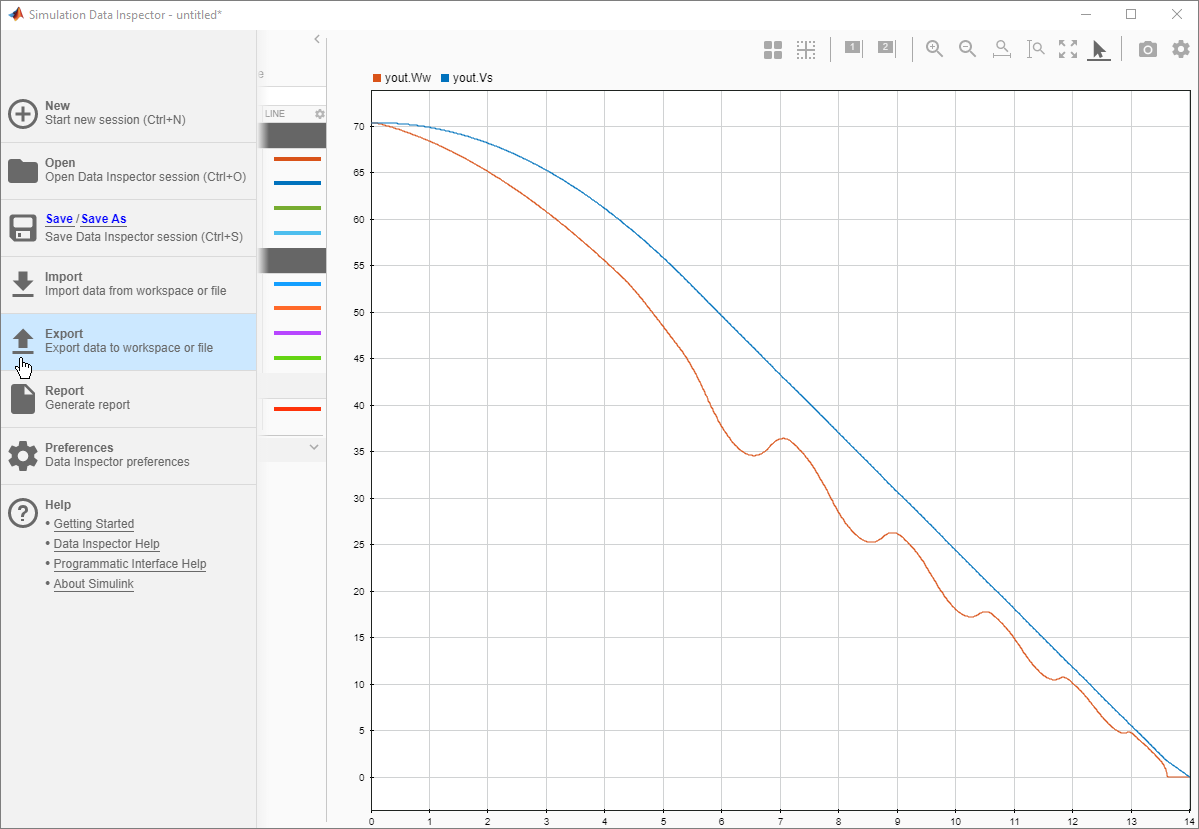 Simulation Data Inspector - untitled*
New
Start new session (Ctrl+N)
Open
Open Data Inspector session (Ctrl+O)
Save / Save As
Save Data Inspector session (Ctrl+S)
Import
Import data from workspace or file
Export
Export data to workspace or file
Report
Generate report
Preferences
Data Inspector preferences
Help
• Getting Started
• Data Inspector Help
• Programmatic Interface Help
• About Simulink
e
LINE
1 2
yout.Ww yout.Vs
70
65
60
55
50
45
40
35
30
25
20
15
10
5
0
0 1 2 3 4 5 6 7 8 9 10 11 12 13 14